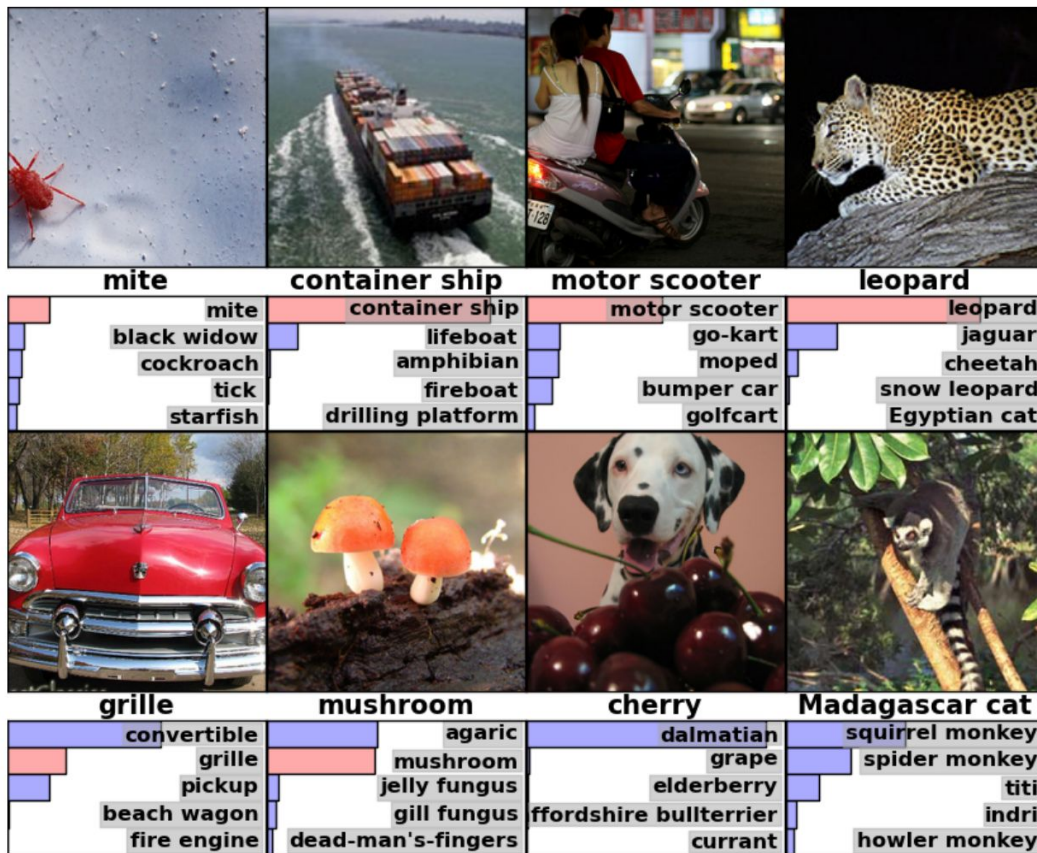 mite
container ship
motor scooter
leopard
mite
black widow
cockroach
tick
starfish
container ship
lifeboat
amphibian
fireboat
drilling platform
motor scooter
go-kart
moped
bumper car
golfcart
leopard
jaguar
cheetah
snow leopard
Egyptian cat
grille
mushroom
cherry
Madagascar cat
convertible
grille
pickup
beach wagon
fire engine
agaric
mushroom
jelly fungus
gill fungus
dead-man's-fingers
dalmatian
grape
elderberry
ffordshire bullterrier
currant
squirrel monkey
spider monkey
titi
indri
howler monkey